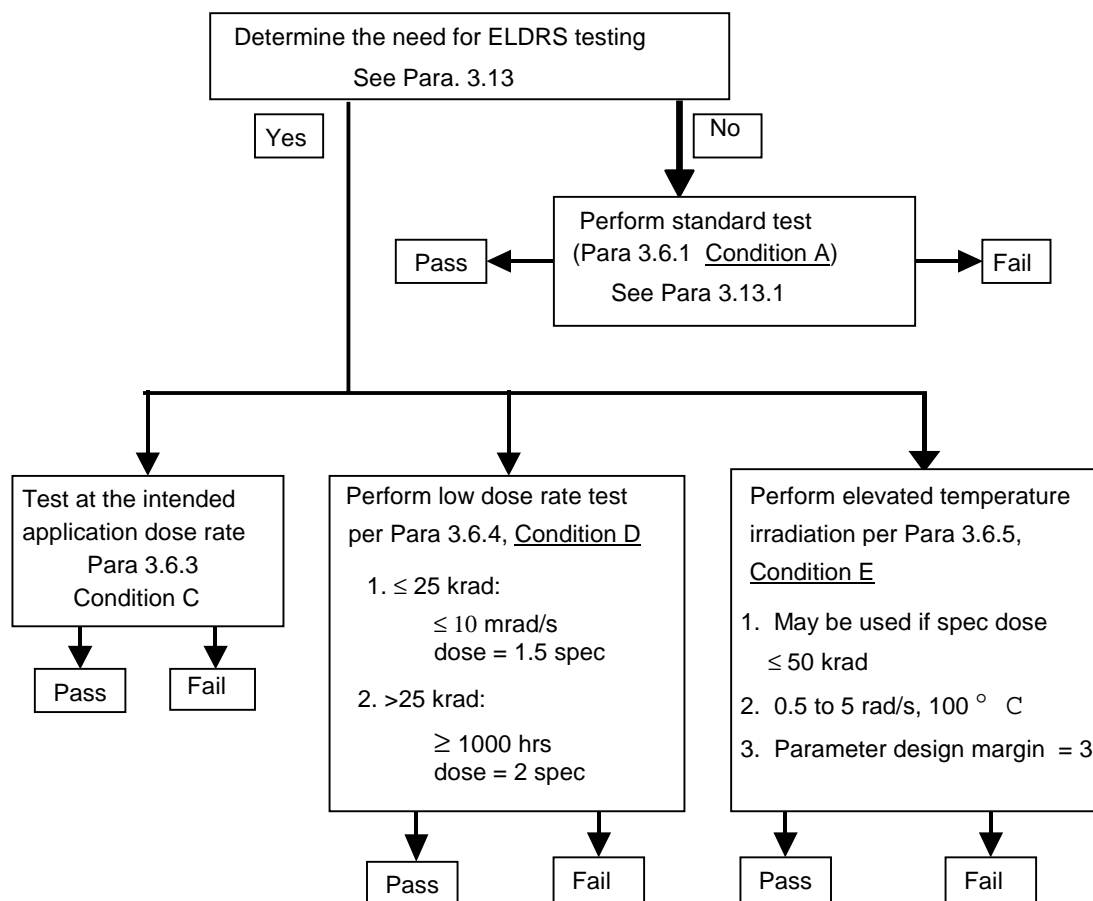 Determine the need for ELDRS testing
See Para. 3.13
Yes
No
Perform standard test
(Para 3.6.1 Condition A)
See Para 3.13.1
Pass
Fail
Test at the intended
application dose rate
Para 3.6.3
Condition C
Pass
Fail
Perform low dose rate test
per Para 3.6.4, Condition D
1. ≤ 25 krad:
≤ 10 mrad/s
dose = 1.5 spec
2. >25 krad:
≥ 1000 hrs
dose = 2 spec
Pass
Fail
Perform elevated temperature
irradiation per Para 3.6.5,
Condition E
1. May be used if spec dose
≤ 50 krad
2. 0.5 to 5 rad/s, 100 ° C
3. Parameter design margin = 3
Pass
Fail